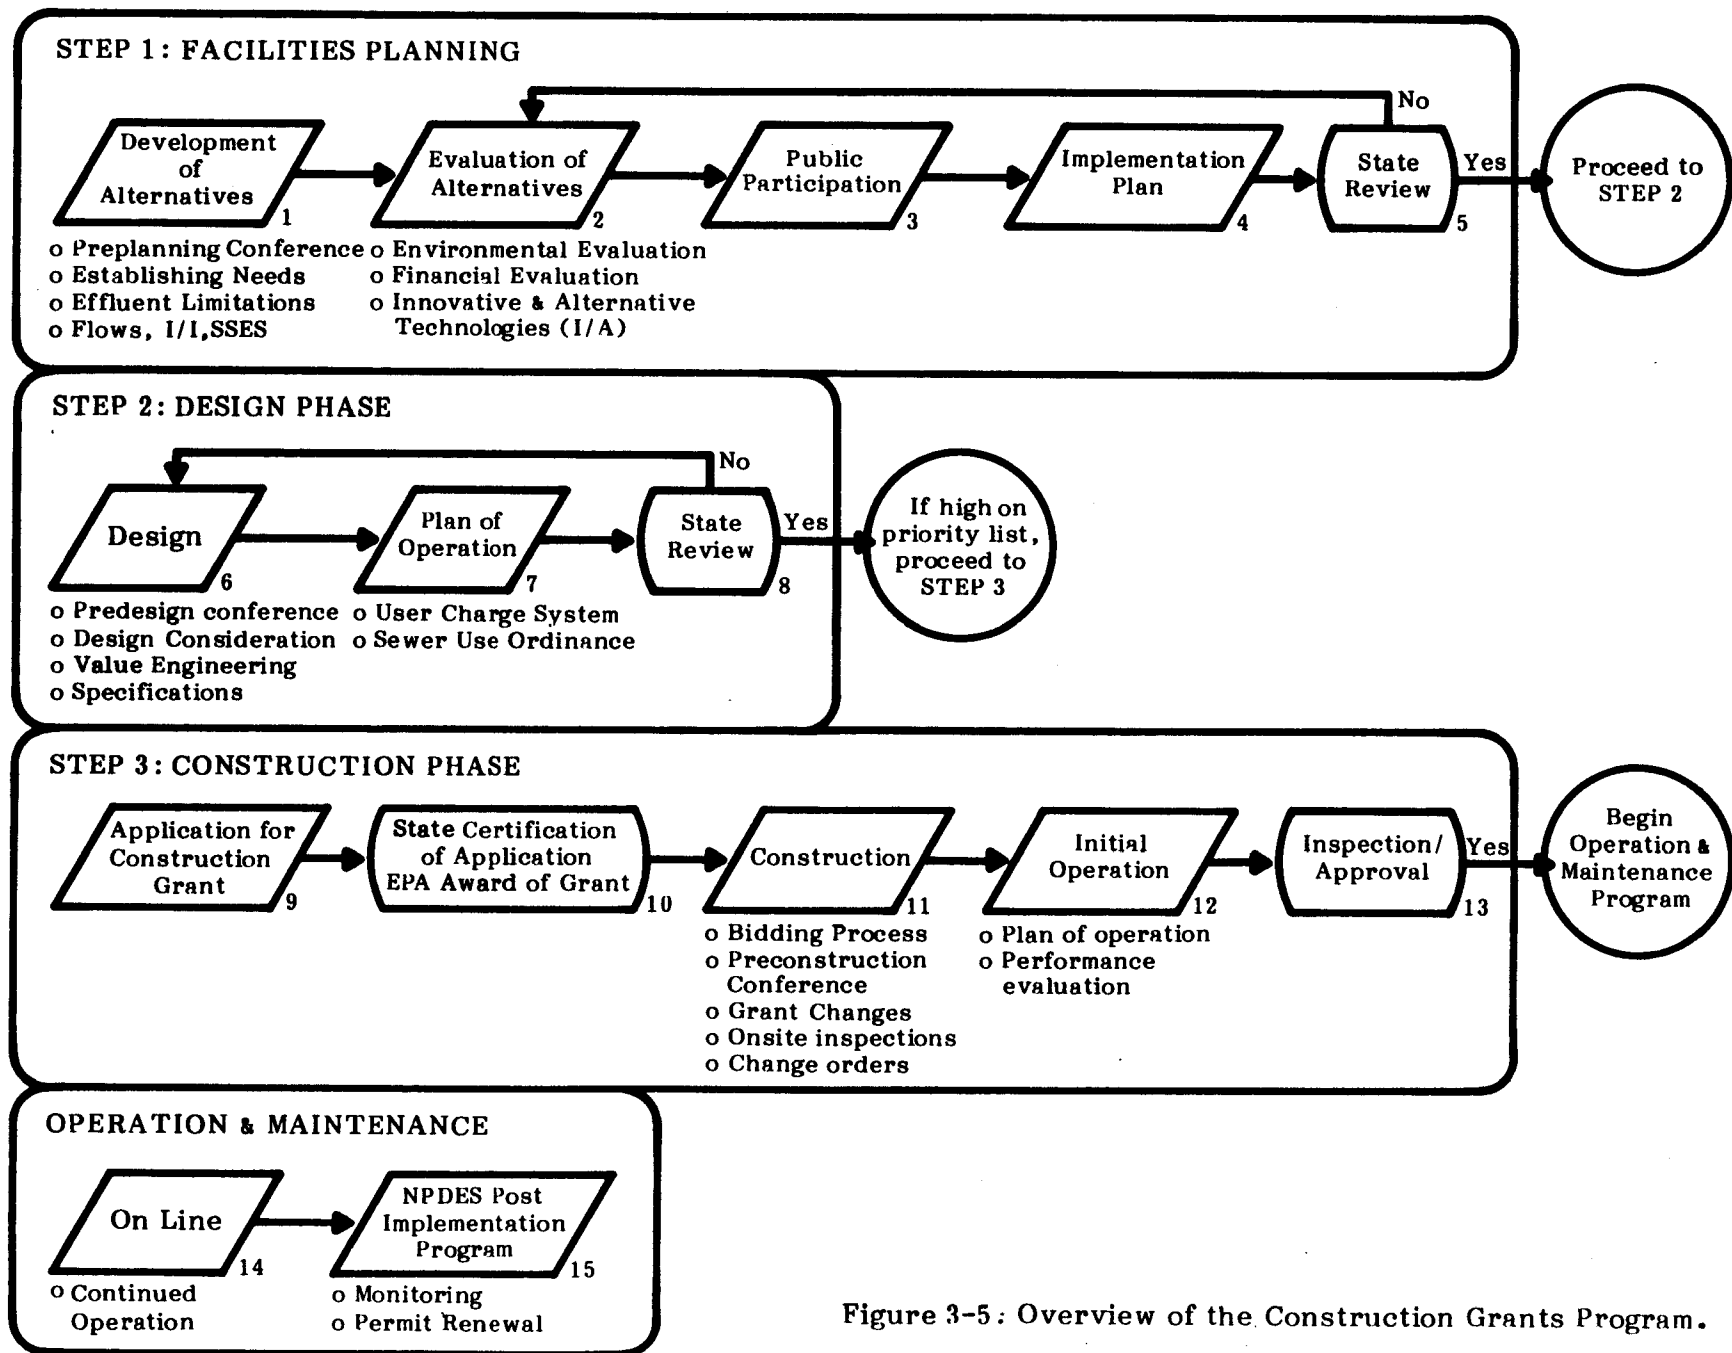 STEP 1: FACILITIES PLANNING
No
Development
of
Alternatives
1
Evaluation of
Alternatives
2
Public
Participation
3
Implementation
Plan
4
State
Review
5
Yes
Proceed to
STEP 2
o Preplanning Conference
o Establishing Needs
o Effluent Limitations
o Flows, I/I,SSES
o Environmental Evaluation
o Financial Evaluation
o Innovative & Alternative
Technologies (I/A)
STEP 2: DESIGN PHASE
No
Design
6
Plan of
Operation
7
State
Review
8
Yes
If high on
priority list,
proceed to
STEP 3
o Predesign conference
o Design Consideration
o Value Engineering
o Specifications
o User Charge System
o Sewer Use Ordinance
STEP 3: CONSTRUCTION PHASE
Application for
Construction
Grant
9
State Certification
of Application
EPA Award of Grant
10
Construction
11
Initial
Operation
12
Inspection/
Approval
13
Yes
Begin
Operation &
Maintenance
Program
o Bidding Process
o Preconstruction
Conference
o Grant Changes
o Onsite inspections
o Change orders
o Plan of operation
o Performance
evaluation
OPERATION & MAINTENANCE
On Line
14
NPDES Post
Implementation
Program
15
o Continued
Operation
o Monitoring
o Permit Renewal
Figure 3-5: Overview of the Construction Grants Program.